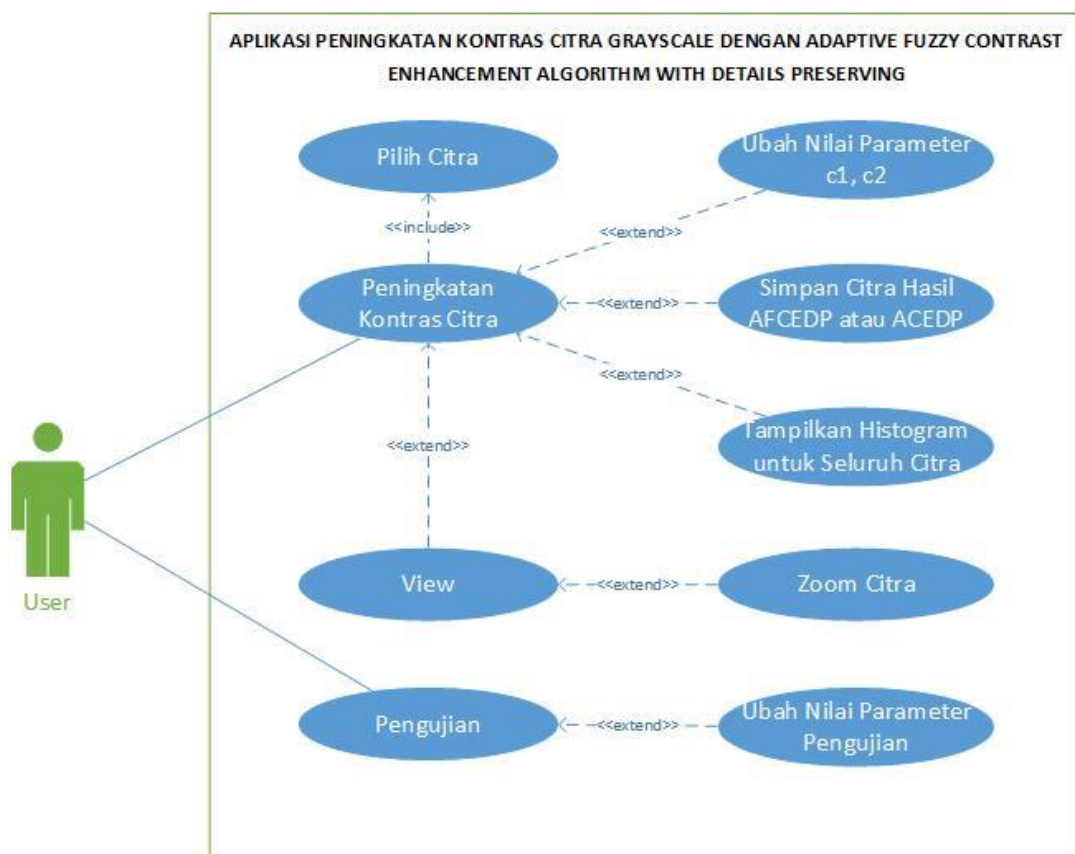 APLIKASI PENINGKATAN KONTRAS CITRA GRAYSCALE DENGAN ADAPTIVE FUZZY CONTRAST
ENHANCEMENT ALGORITHM WITH DETAILS PRESERVING
Pilih Citra
Ubah Nilai Parameter
c1, c2
<<include>>
<<extend>>
Peningkatan
Kontras Citra
<<extend>>
Simpan Citra Hasil
AFCEDP atau ACEDP
<<extend>>
<<extend>>
Tampilkan Histogram
untuk Seluruh Citra
User
View
<<extend>>
Zoom Citra
Pengujian
<<extend>>
Ubah Nilai Parameter
Pengujian